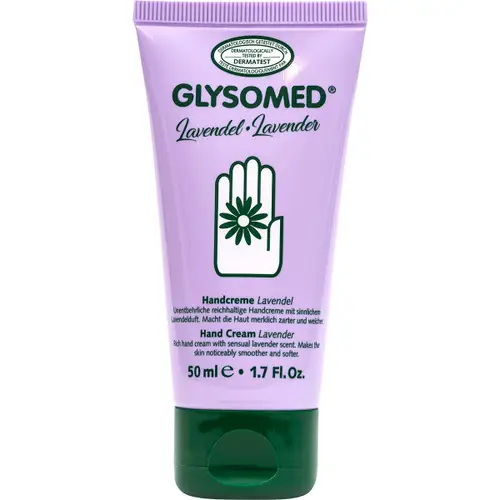 DERMATOLOGISCH GETESTET DURCH
DERMATOLOGICALLY
TESTED BY
DERMATEST
GLYSOMED®
Lavendel • Lavender
Handcreme Lavendel
Unentbehrliche reichhaltige Handcreme mit sinnlichem
Lavendelduft. Macht die Haut merklich zarter und weicher.
Hand Cream Lavender
Rich hand cream with sensual lavender scent. Makes the
skin noticeably smoother and softer.
50 ml ℮ • 1.7 Fl.Oz.